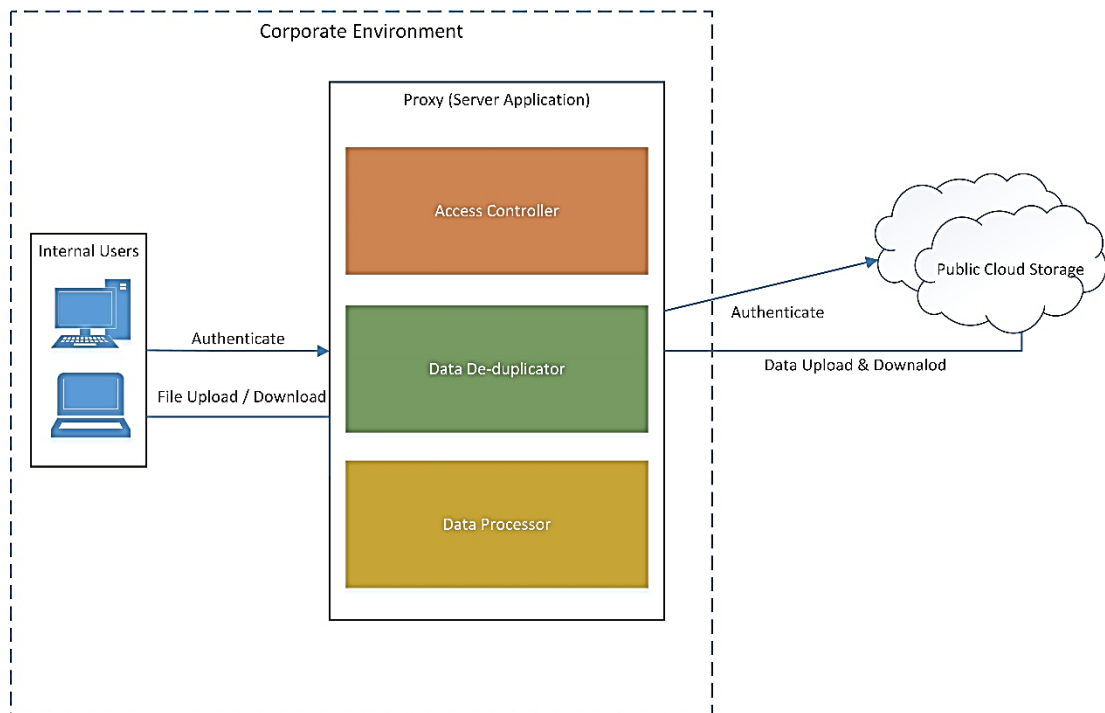 Corporate Environment
Proxy (Server Application)
Access Controller
Internal Users
Public Cloud Storage
Authenticate
Authenticate
Data De-duplicator
Data Upload & Downalod
File Upload / Download
Data Processor